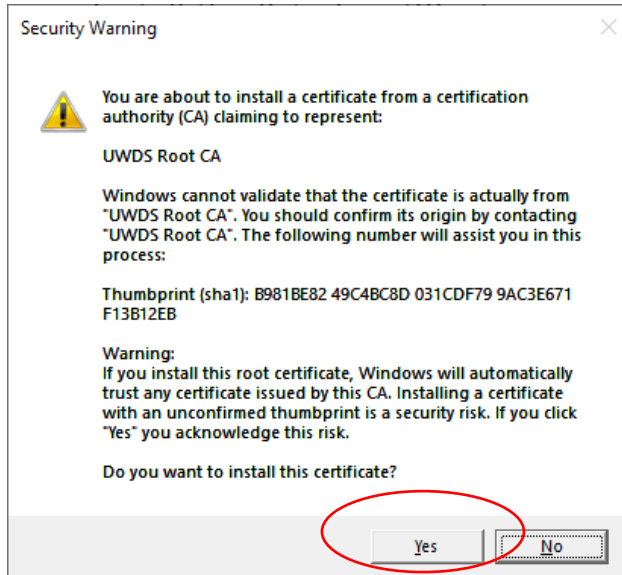 Security Warning
You are about to install a certificate from a certification
authority (CA) claiming to represent:
UWDS Root CA
Windows cannot validate that the certificate is actually from
"UWDS Root CA". You should confirm its origin by contacting
"UWDS Root CA". The following number will assist you in this
process:
Thumbprint (sha1): B981BE82 49C4BC8D 031CDF79 9AC3E671
F13B12EB
Warning:
If you install this root certificate, Windows will automatically
trust any certificate issued by this CA. Installing a certificate
with an unconfirmed thumbprint is a security risk. If you click
"Yes" you acknowledge this risk.
Do you want to install this certificate?
Yes No